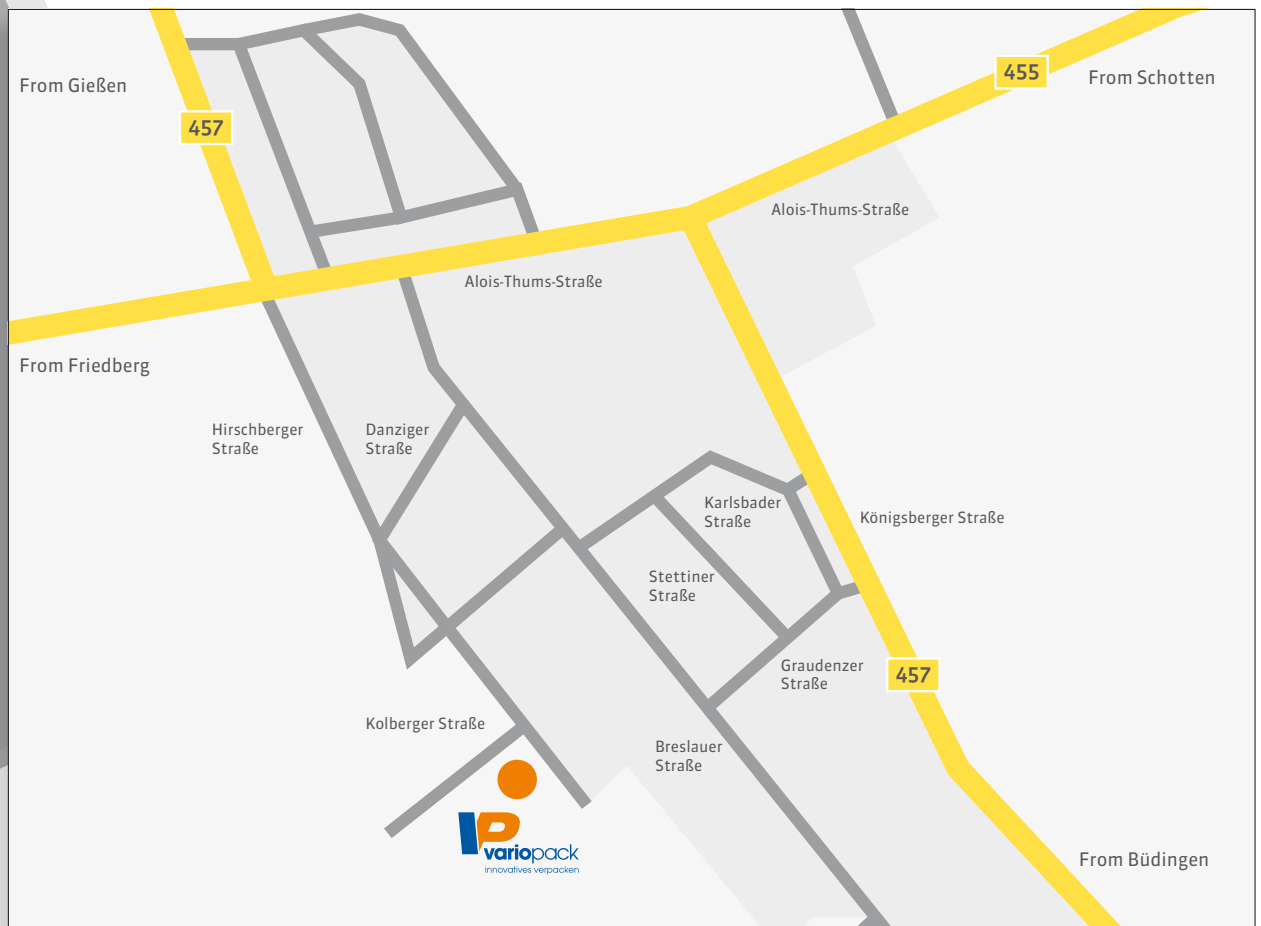 455
From Schotten
From Gießen
457
Alois-Thums-Straße
Alois-Thums-Straße
From Friedberg
Hirschberger
Straße
Danziger
Straße
Karlsbader
Straße
Königsberger Straße
Stettiner
Straße
Graudenzer
Straße
457
Kolberger Straße
Breslauer
Straße
VP
variopack
innovatives verpacken
From Büdingen